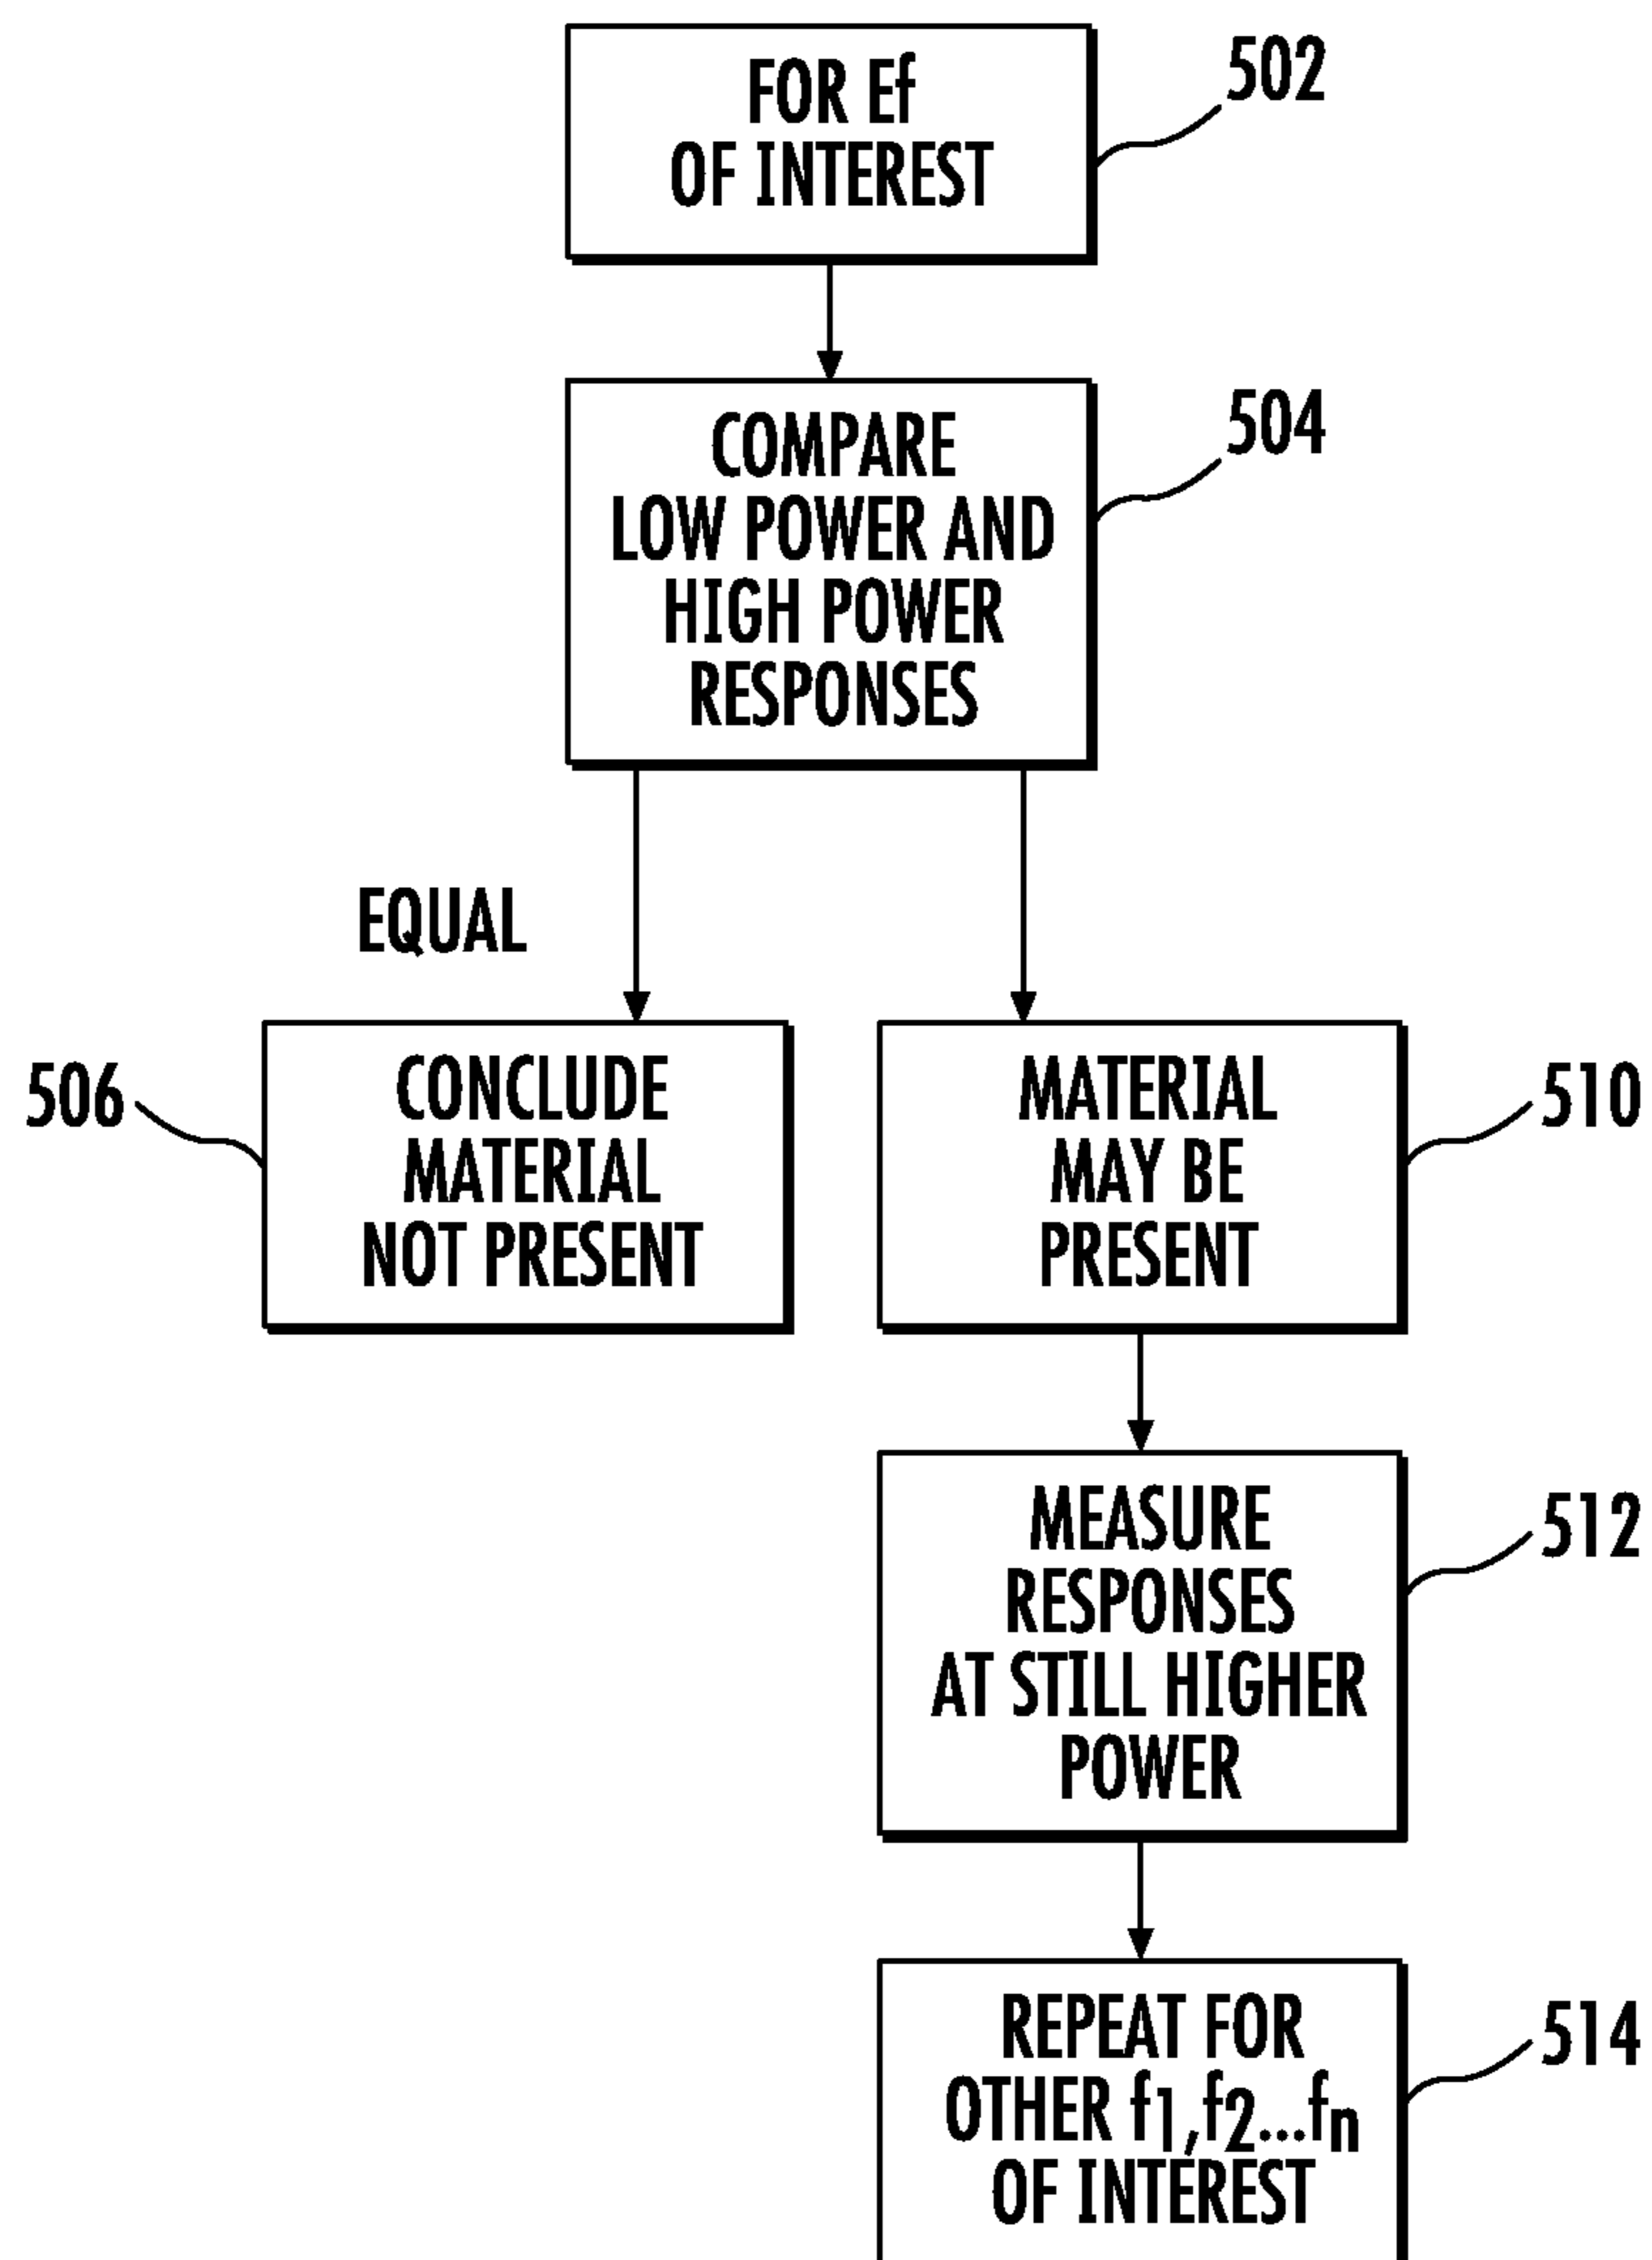 FOR Ef
OF INTEREST
502
COMPARE
LOW POWER AND
HIGH POWER
RESPONSES
504
EQUAL
CONCLUDE
MATERIAL
NOT PRESENT
506
MATERIAL
MAY BE
PRESENT
510
MEASURE
RESPONSES
AT STILL HIGHER
POWER
512
REPEAT FOR
OTHER f1,f2...fn
OF INTEREST
514